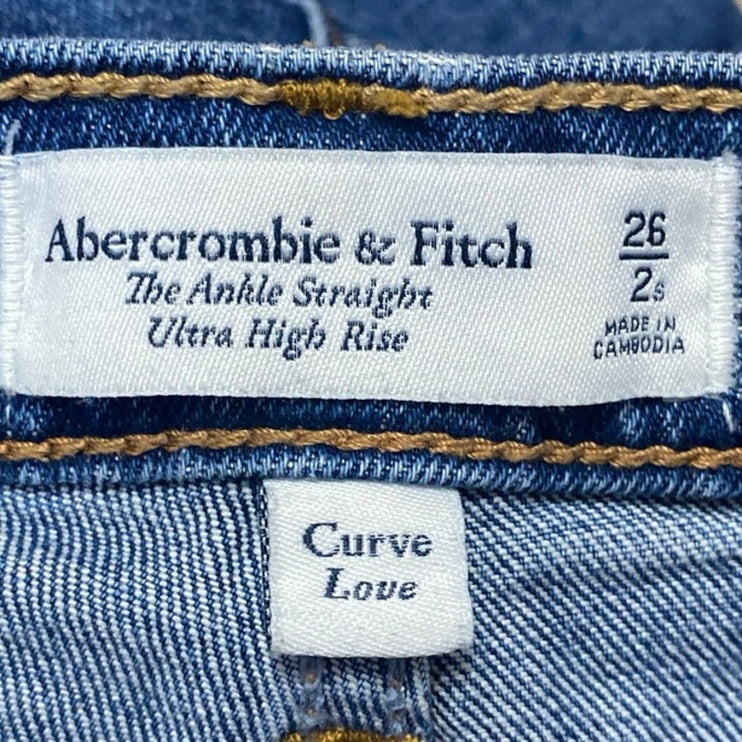 Abercrombie & Fitch
The Ankle Straight
Ultra High Rise
26
2s
MADE IN
CAMBODIA
Curve
Love